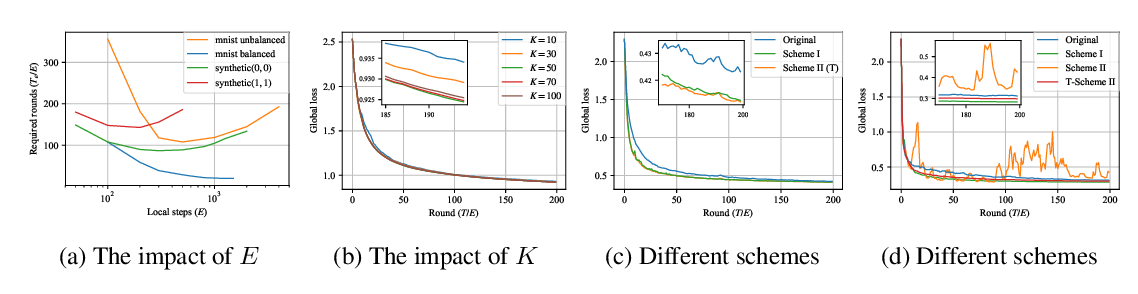 mnist unbalanced
mnist balanced
synthetic(0, 0)
synthetic(1, 1)
300
200
100
Required rounds (Tε/E)
10² 10³
Local steps (E)
(a) The impact of E
K = 10
K = 30
K = 50
K = 70
K = 100
2.5
2.0
1.5
1.0
Global loss
0.935
0.930
0.925
185 190
0 50 100 150 200
Round (T/E)
(b) The impact of K
Original
Scheme I
Scheme II (T)
2.0
1.5
1.0
0.5
Global loss
0.43
0.42
180 200
0 50 100 150 200
Round (T/E)
(c) Different schemes
Original
Scheme I
Scheme II
T-Scheme II
2.0
1.5
1.0
0.5
Global loss
0.5
0.4
0.3
180 200
0 50 100 150 200
Round (T/E)
(d) Different schemes